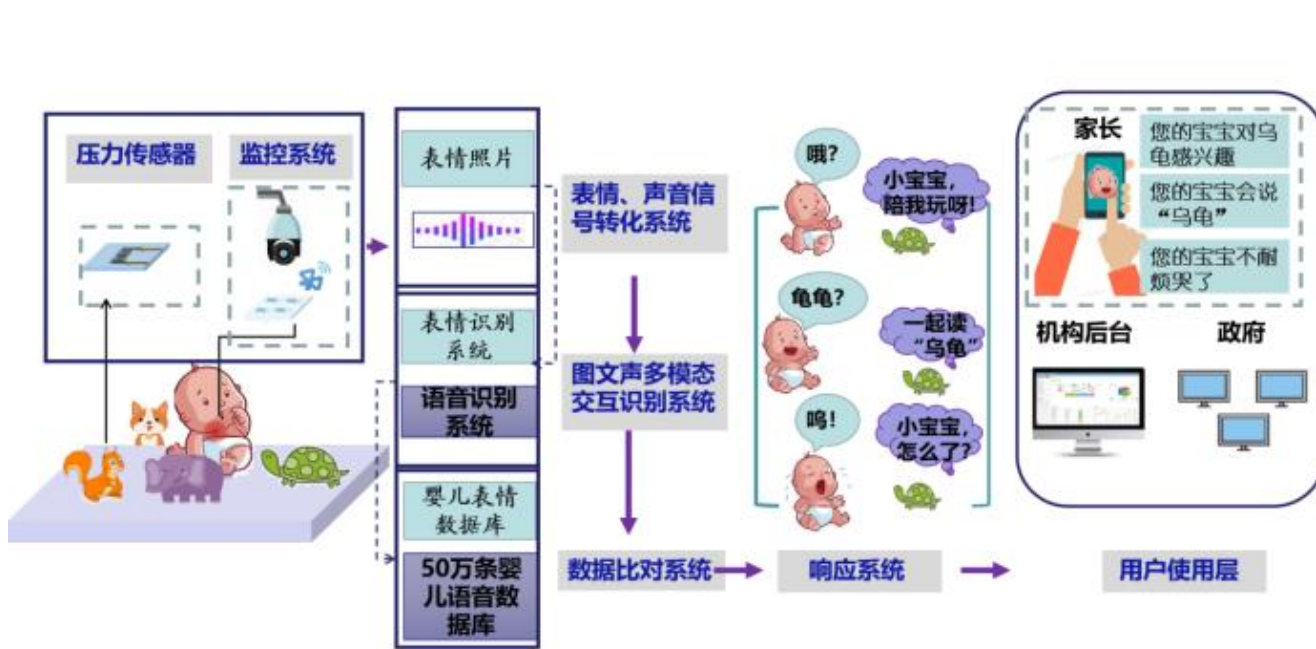 压力传感器
监控系统
表情照片
表情识别
系统
语音识别
系统
婴儿表情
数据库
50万条婴
儿语音数
据库
表情、声音信
号转化系统
图文声多模态
交互识别系统
数据比对系统
哦?
小宝宝,
陪我玩呀!
龟龟?
一起读
“乌龟”
呜!
小宝宝,
怎么了?
响应系统
家长
您的宝宝对乌
龟感兴趣
您的宝宝会说
“乌龟”
您的宝宝不耐
烦哭了
机构后台
政府
用户使用层